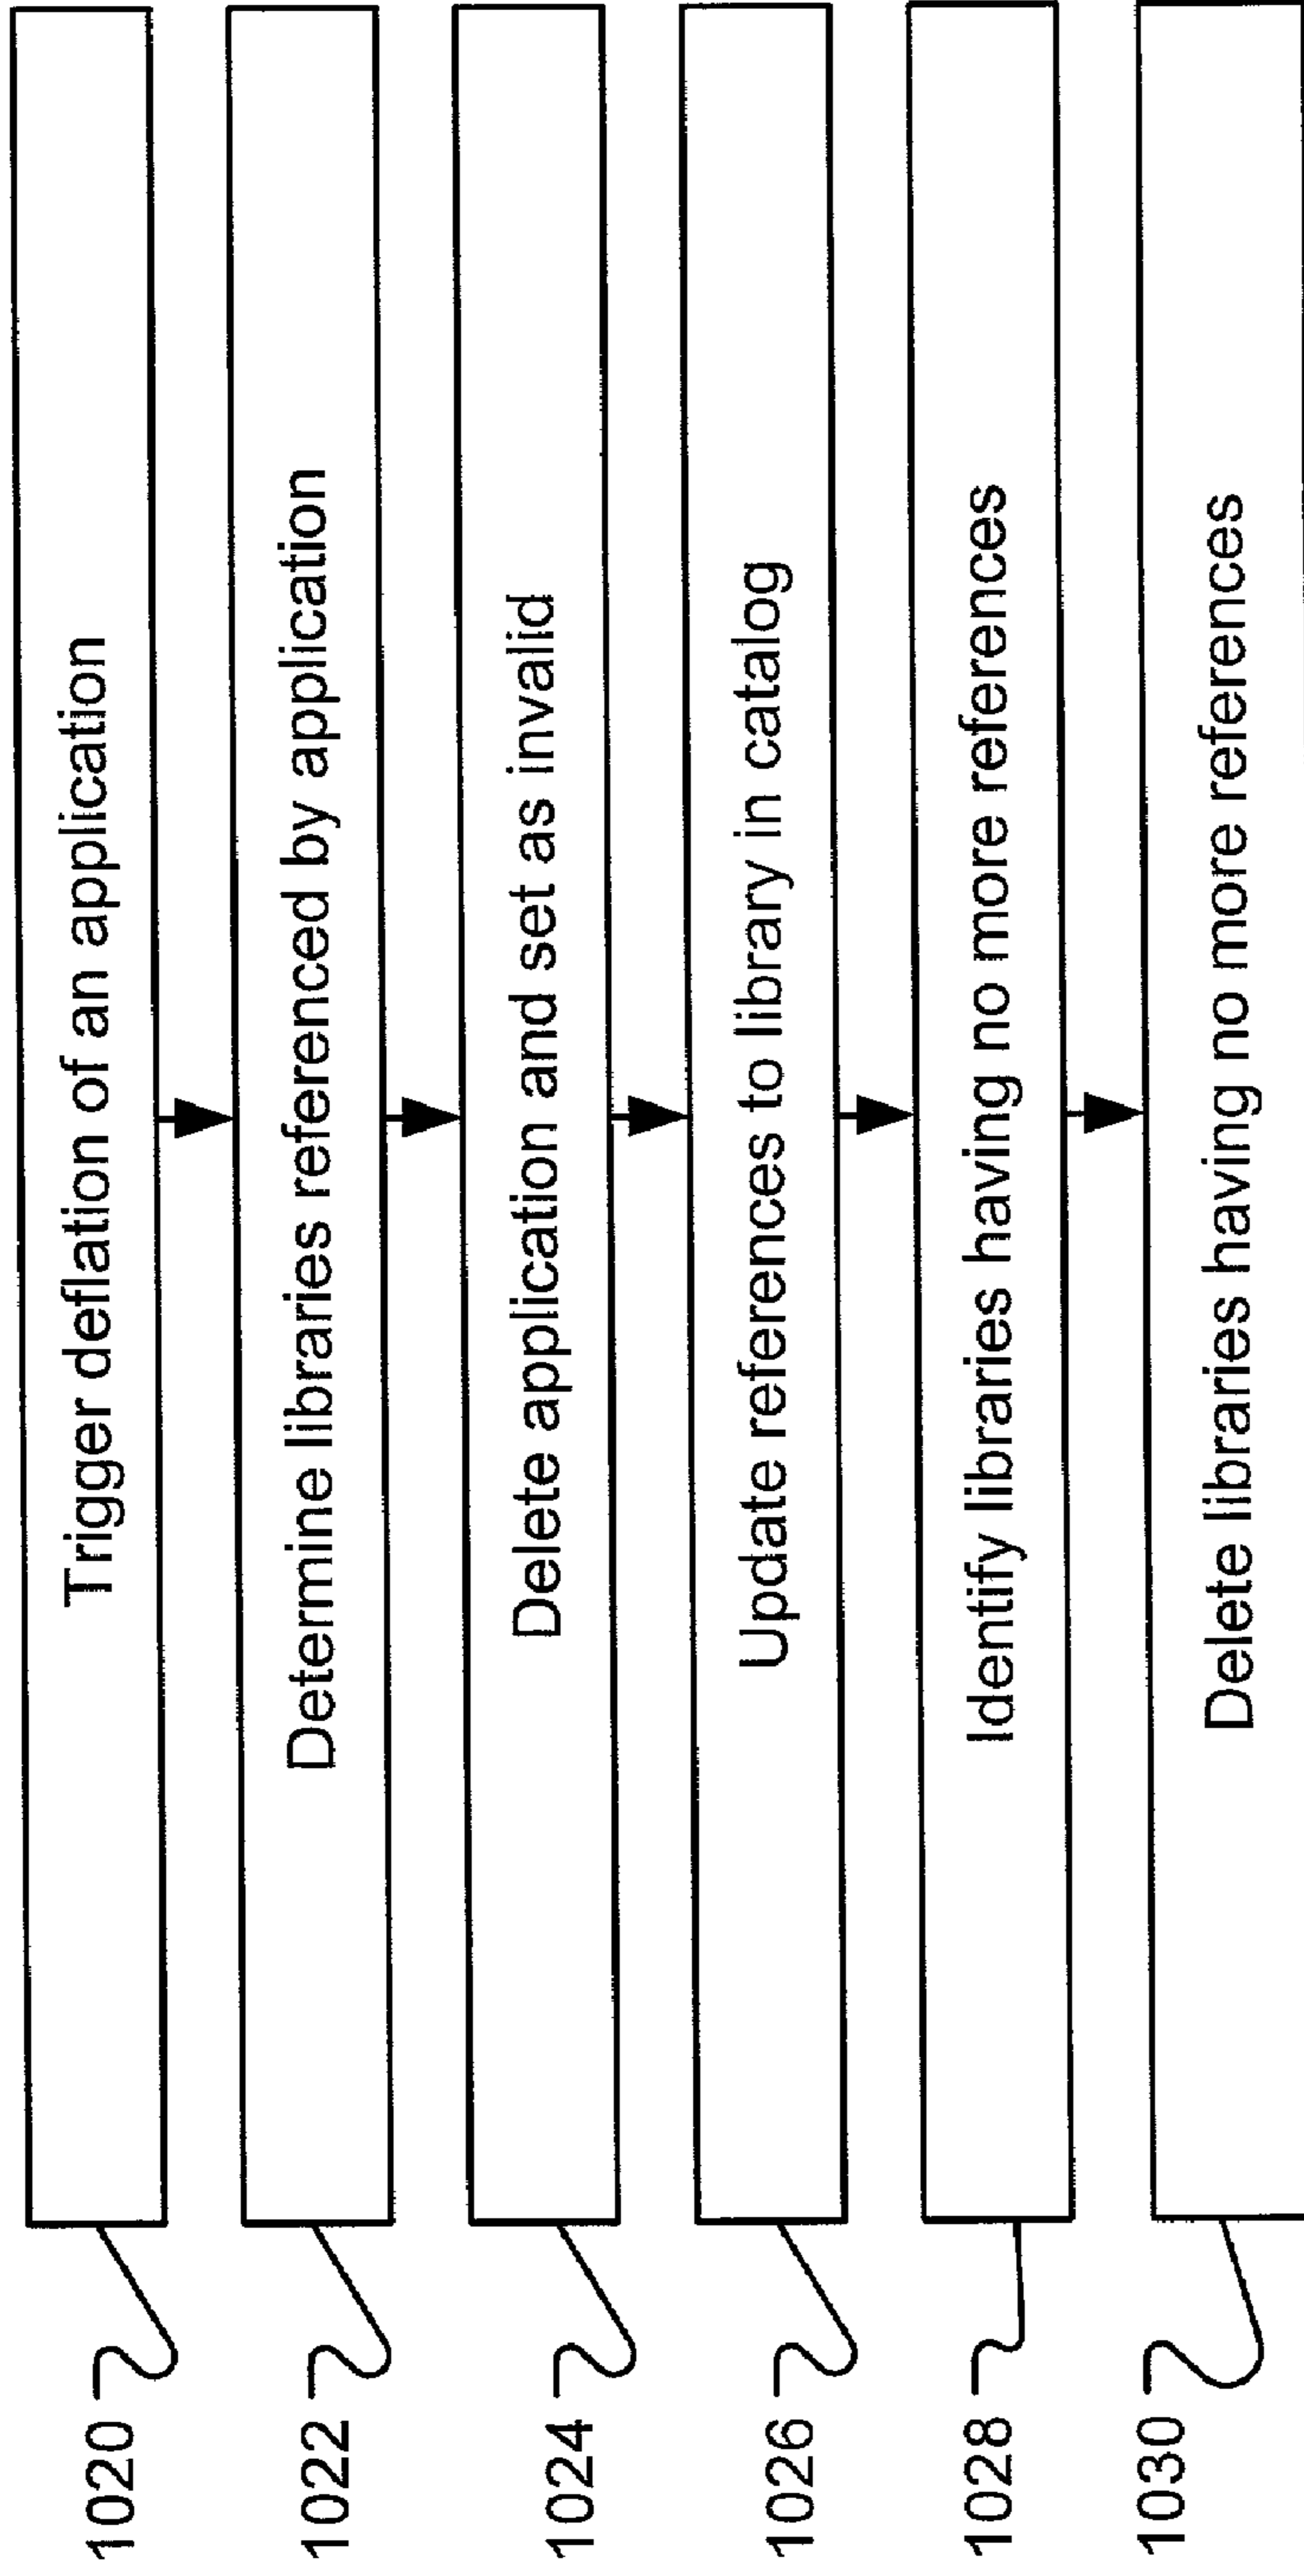 1020
Trigger deflation of an application
1022
Determine libraries referenced by application
1024
Delete application and set as invalid
1026
Update references to library in catalog
1028
Identify libraries having no more references
1030
Delete libraries having no more references